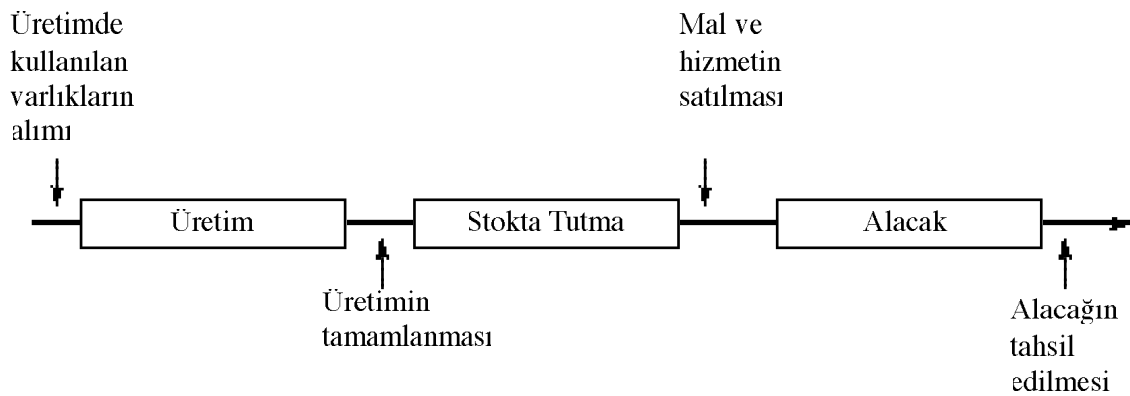 Üretimde
kullanılan
varlıkların
alımı
Mal ve
hizmetin
satılması
Üretim
Stokta Tutma
Alacak
Üretimin
tamamlanması
Alacağın
tahsil
edilmesi